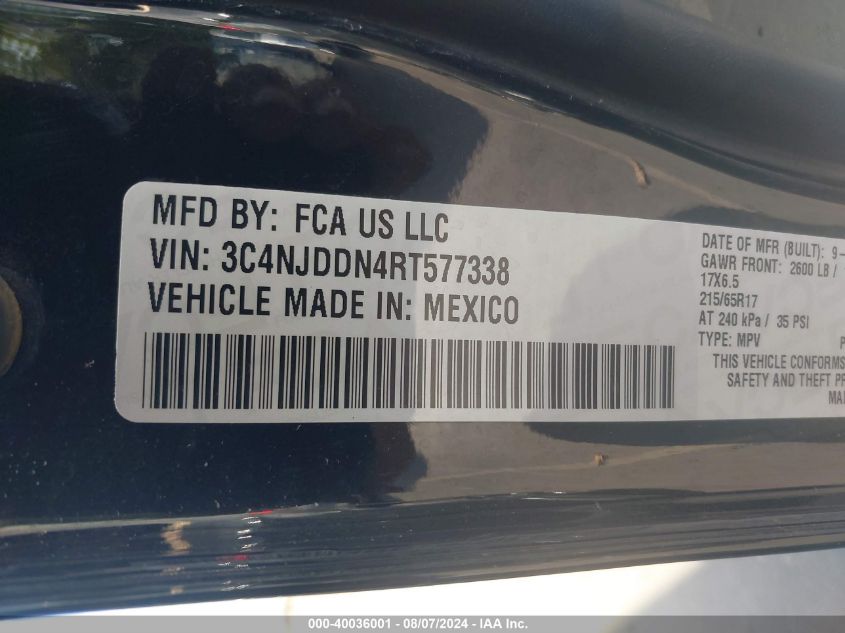 MFD BY: FCA US LLC
VIN: 3C4NJDDN4RT577338
VEHICLE MADE IN: MEXICO
DATE OF MFR (BUILT): 9-
GAWR FRONT: 2600 LB /
17X6.5
215/65R17
AT 240 kPa / 35 PSI
TYPE: MPV P
THIS VEHICLE CONFORMS
SAFETY AND THEFT PR
MA
000-40036001 - 08/07/2024 - IAA Inc.